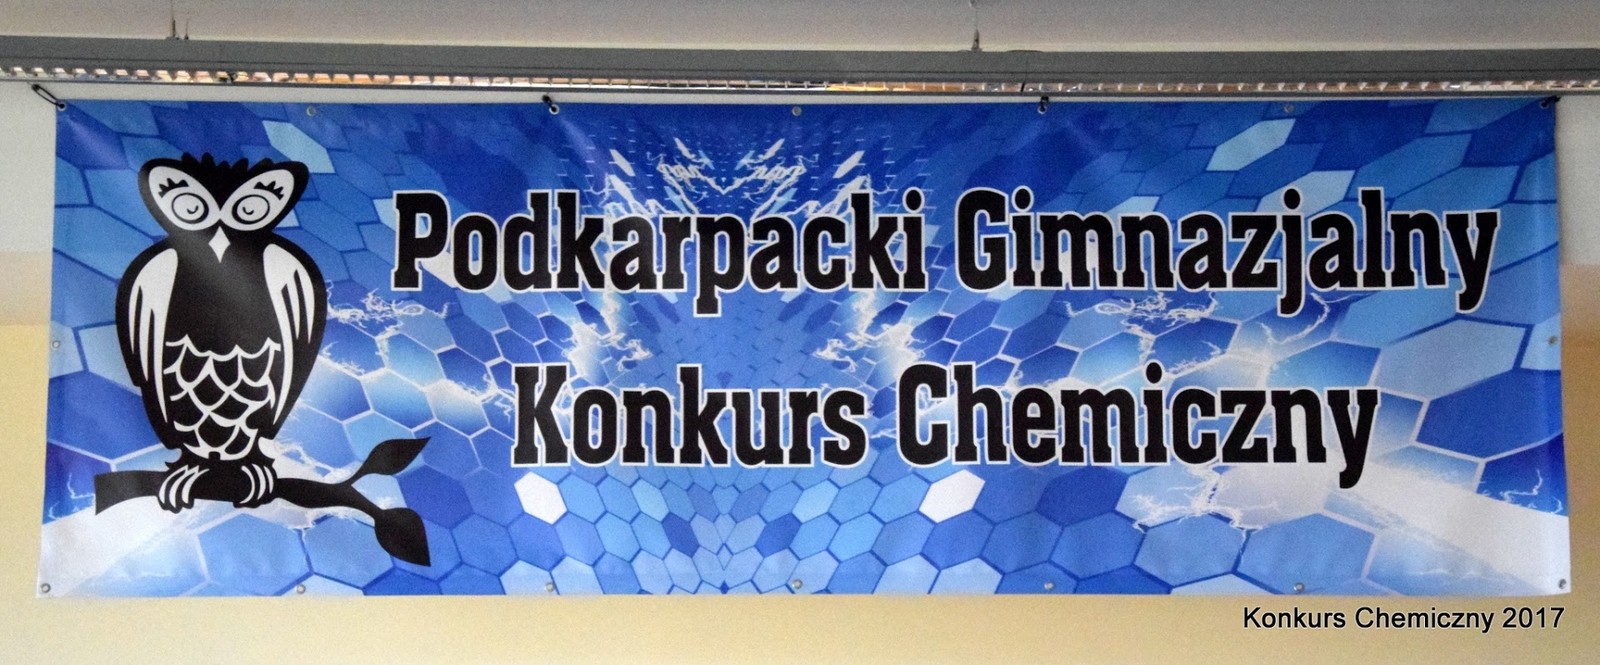 Podkarpacki Gimnazjalny
Konkurs Chemiczny
Konkurs Chemiczny 2017